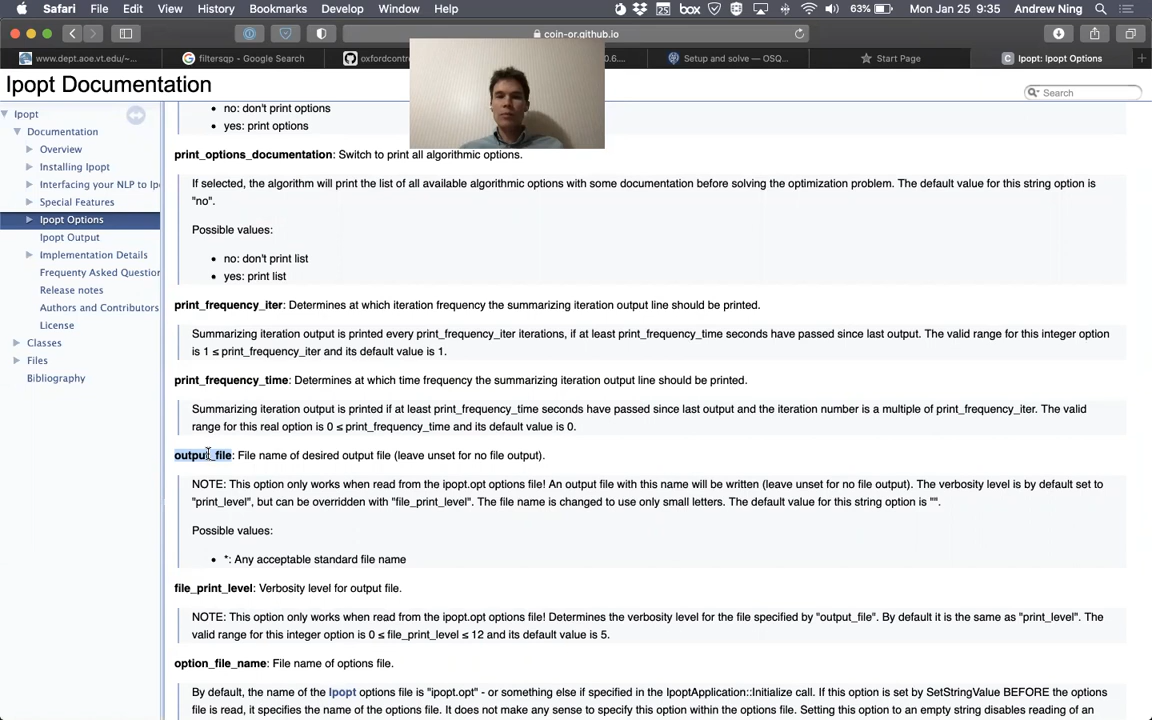 Safari File Edit View History Bookmarks Develop Window Help 25 box 63% Mon Jan 25 9:35 Andrew Ning
coin-or.github.io
www.dept.aoe.vt.edu/~... filtersqp - Google Search oxfordcontr 0.6.... Setup and solve — OSQ... Start Page Ipopt: Ipopt Options
Ipopt Documentation
Search
Ipopt
Documentation
Overview
Installing Ipopt
Interfacing your NLP to Ipo
Special Features
Ipopt Options
Ipopt Output
Implementation Details
Frequenty Asked Question
Release notes
Authors and Contributors
License
Classes
Files
Bibliography
no: don't print options
yes: print options
print_options_documentation: Switch to print all algorithmic options.
If selected, the algorithm will print the list of all available algorithmic options with some documentation before solving the optimization problem. The default value for this string option is
"no".
Possible values:
no: don't print list
yes: print list
print_frequency_iter: Determines at which iteration frequency the summarizing iteration output line should be printed.
Summarizing iteration output is printed every print_frequency_iter iterations, if at least print_frequency_time seconds have passed since last output. The valid range for this integer option
is 1 ≤ print_frequency_iter and its default value is 1.
print_frequency_time: Determines at which time frequency the summarizing iteration output line should be printed.
Summarizing iteration output is printed if at least print_frequency_time seconds have passed since last output and the iteration number is a multiple of print_frequency_iter. The valid
range for this real option is 0 ≤ print_frequency_time and its default value is 0.
output_file: File name of desired output file (leave unset for no file output).
NOTE: This option only works when read from the ipopt.opt options file! An output file with this name will be written (leave unset for no file output). The verbosity level is by default set to
"print_level", but can be overridden with "file_print_level". The file name is changed to use only small letters. The default value for this string option is "".
Possible values:
*: Any acceptable standard file name
file_print_level: Verbosity level for output file.
NOTE: This option only works when read from the ipopt.opt options file! Determines the verbosity level for the file specified by "output_file". By default it is the same as "print_level". The
valid range for this integer option is 0 ≤ file_print_level ≤ 12 and its default value is 5.
option_file_name: File name of options file.
By default, the name of the Ipopt options file is "ipopt.opt" - or something else if specified in the IpoptApplication::Initialize call. If this option is set by SetStringValue BEFORE the options
file is read, it specifies the name of the options file. It does not make any sense to specify this option within the options file. Setting this option to an empty string disables reading of an